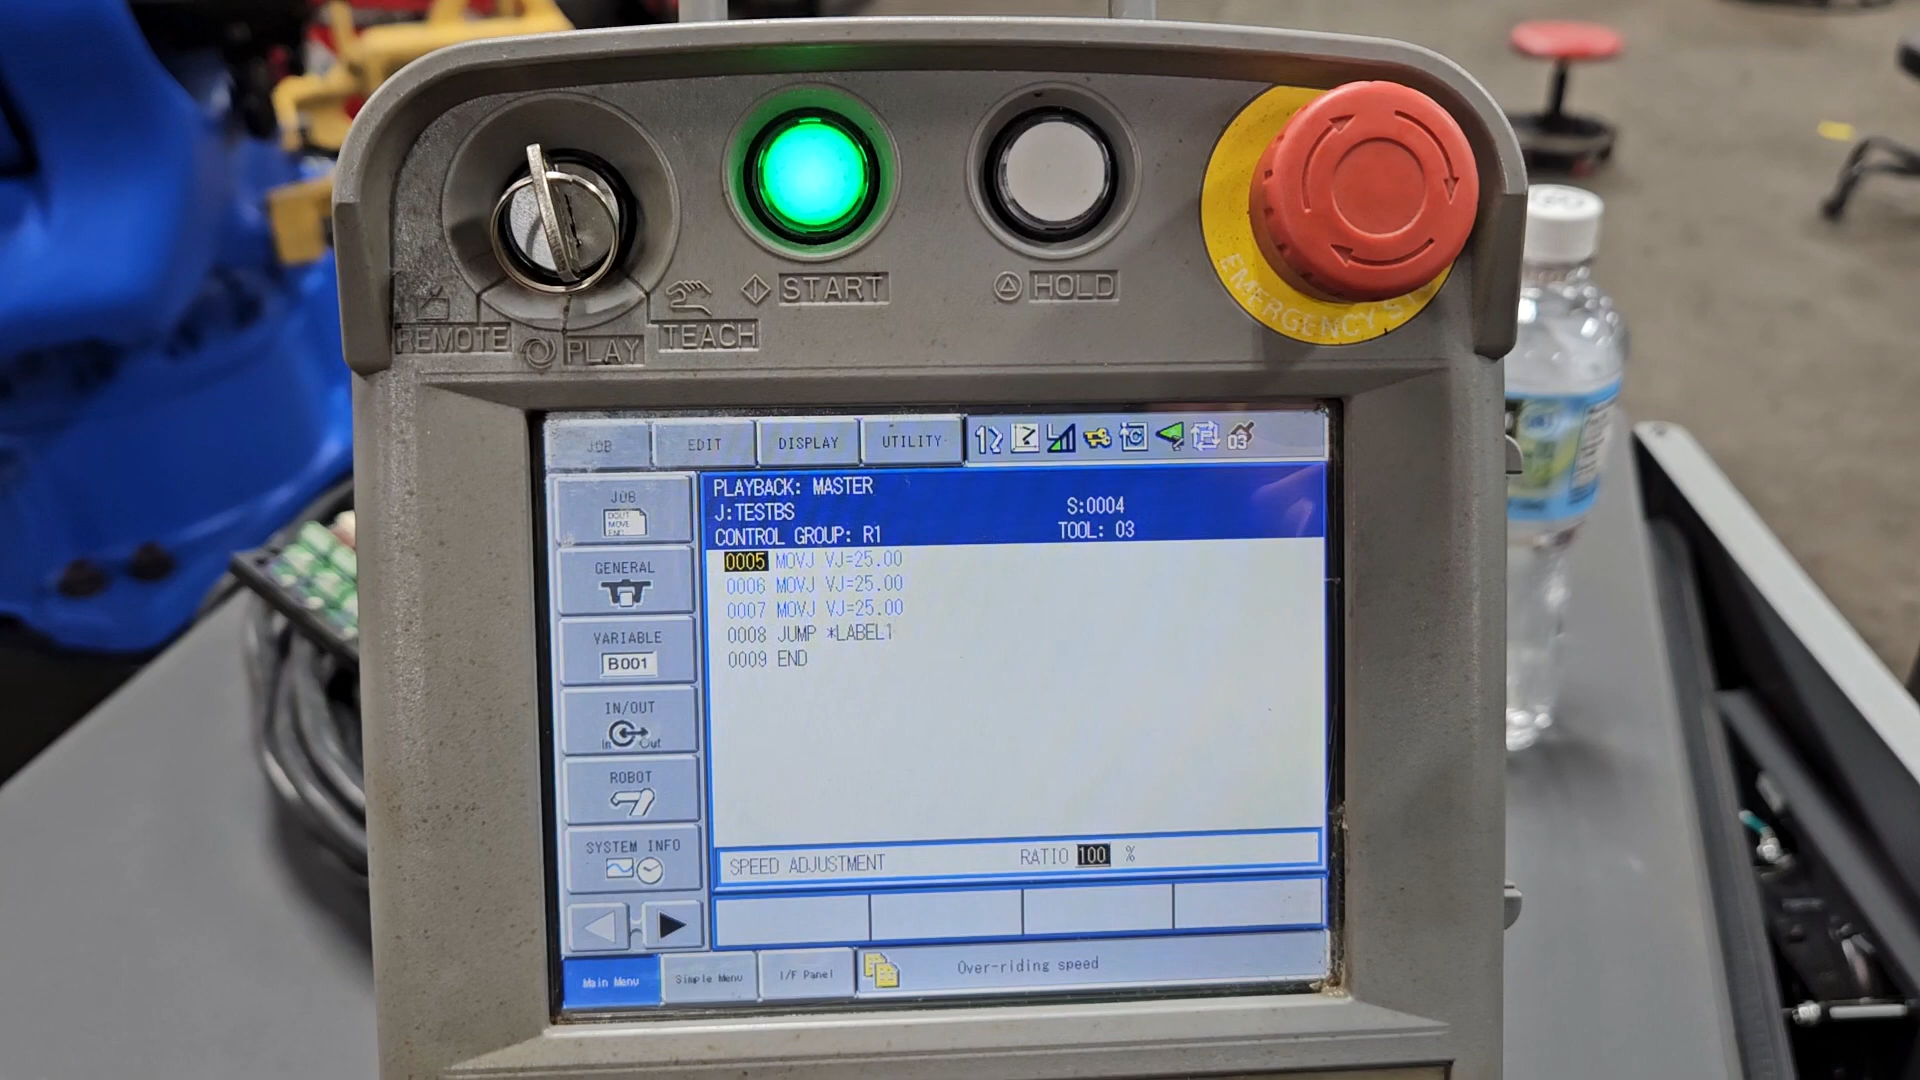 REMOTE
PLAY
TEACH
START
HOLD
EMERGENCY
JOB EDIT DISPLAY UTILITY
03
JOB
DOUT
MOVE
END
PLAYBACK: MASTER
J:TESTBS S:0004
CONTROL GROUP: R1 TOOL: 03
0005 MOVJ VJ=25.00
0006 MOVJ VJ=25.00
0007 MOVJ VJ=25.00
0008 JUMP *LABEL1
0009 END
GENERAL
VARIABLE
B001
IN/OUT
In Out
ROBOT
SYSTEM INFO
SPEED ADJUSTMENT RATIO 100 %
Main Menu Simple Menu I/F Panel Over-riding speed